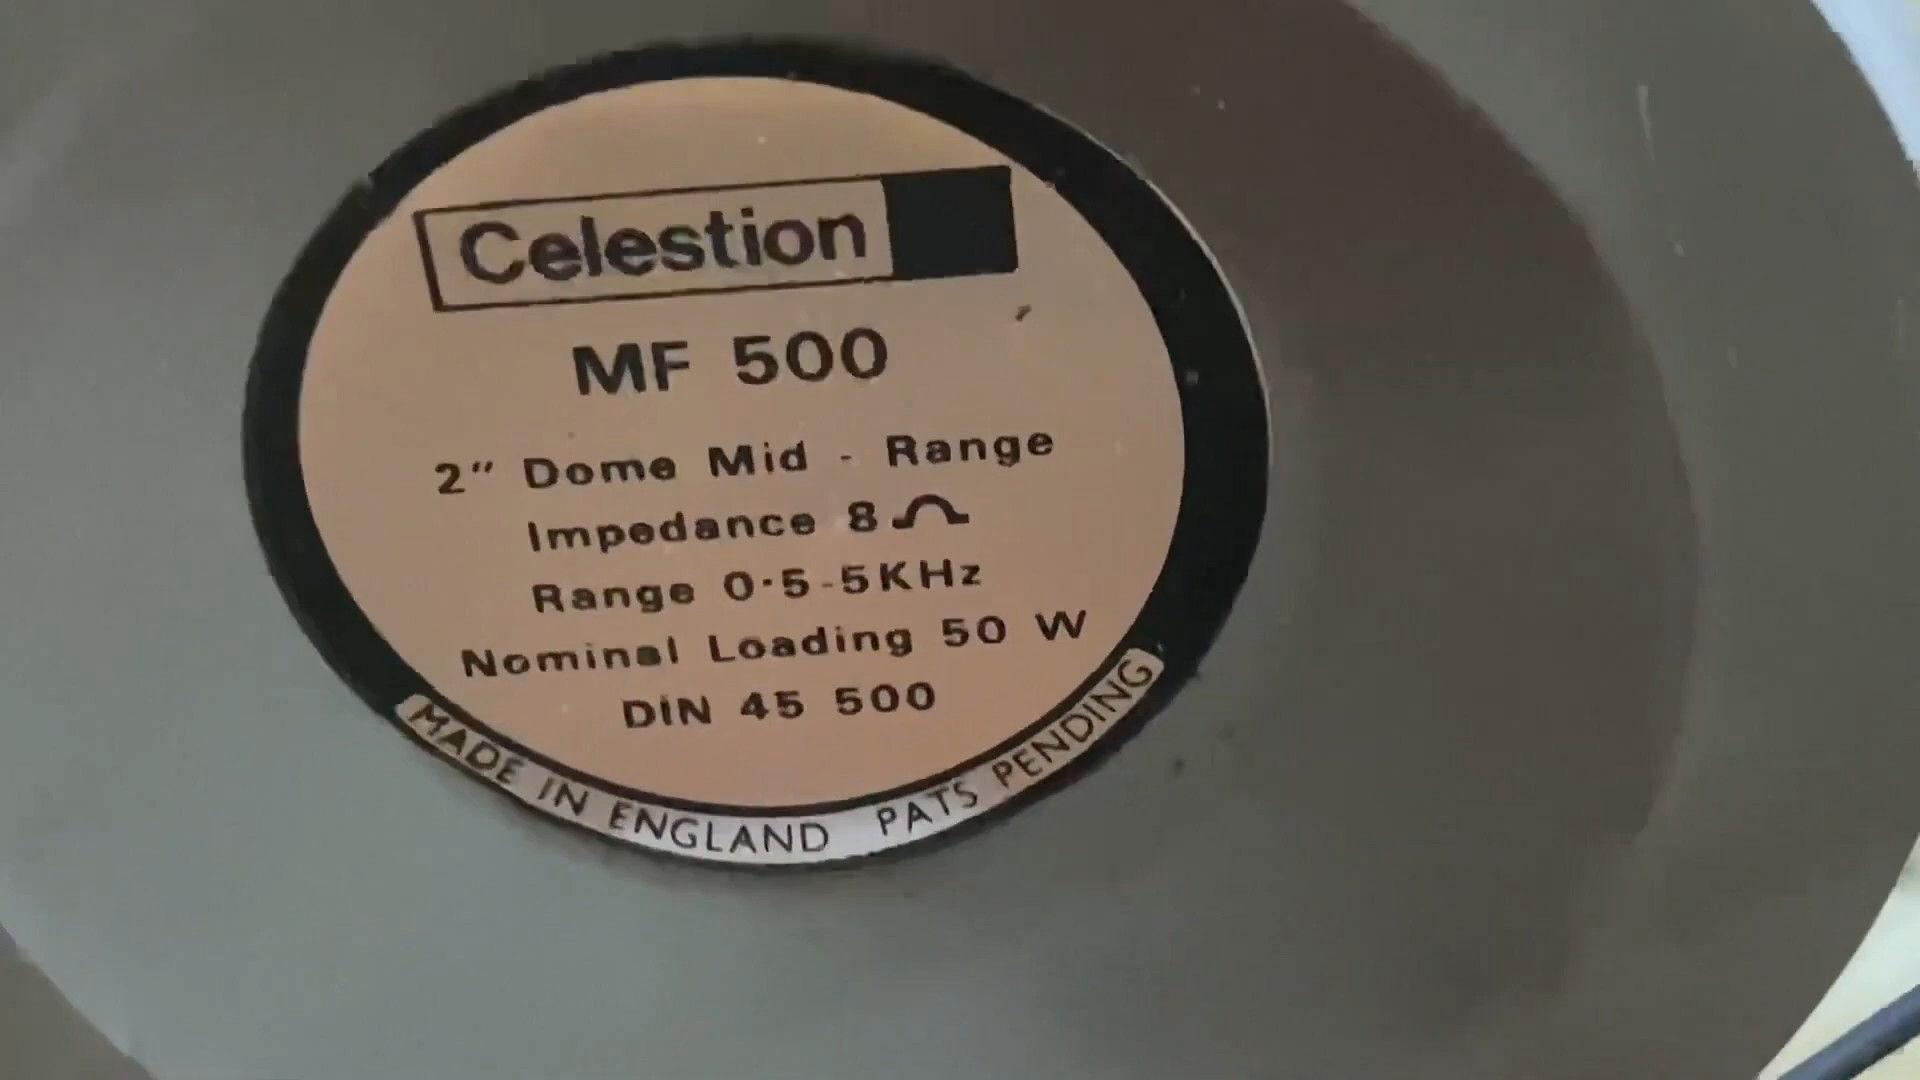 Celestion
MF 500
2" Dome Mid - Range
Impedance 8Ω
Range 0·5-5KHz
Nominal Loading 50 W
DIN 45 500
MADE IN ENGLAND PATS PENDING